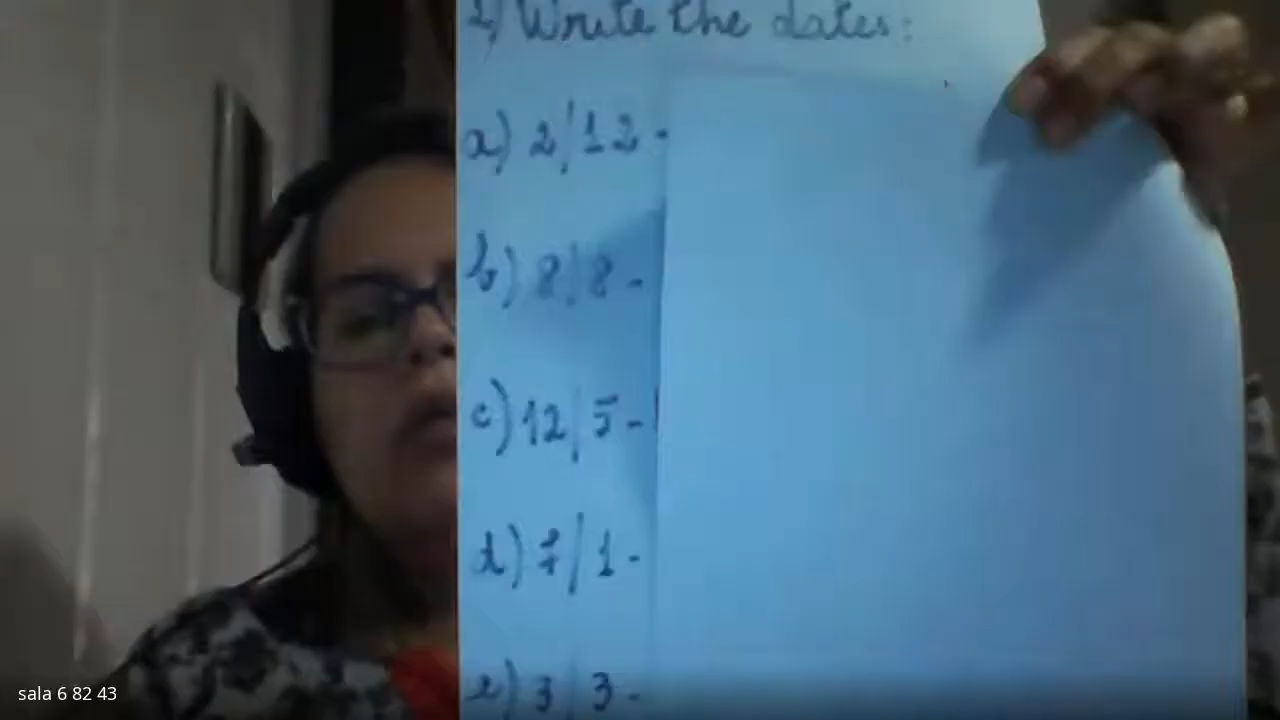 2) Write the dates:
a) 2/12 -
b) 8/8 -
c) 12/5 -
d) 7/1 -
e) 3/3 -
sala 6 82 43